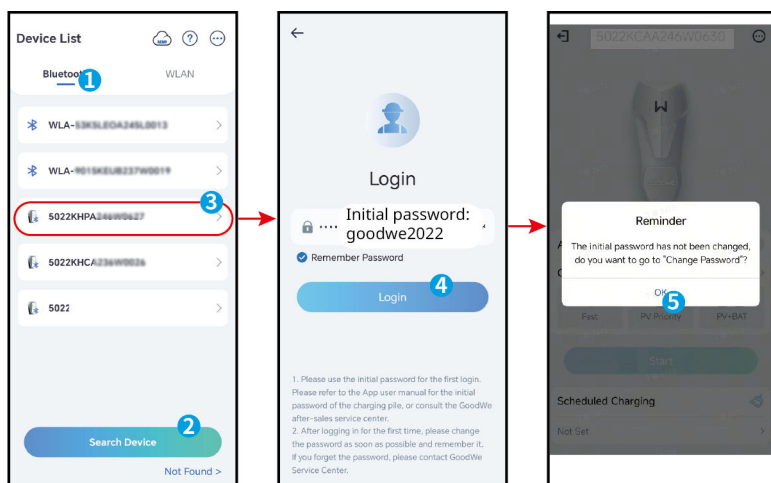 Device List
Bluetoot
1
WLAN
WLA-
WLA-
5022KHPA
3
5022KHCA
5022
Search Device
2
Not Found >
Login
Initial password:
goodwe2022
Remember Password
4
Login
1. Please use the initial password for the first login.
Please refer to the App user manual for the initial
password of the charging pile, or consult the GoodWe
after-sales service center.
2. After logging in for the first time, please change
the password as soon as possible and remember it.
If you forget the password, please contact GoodWe
Service Center.
5022KCAA246W0630
Reminder
The initial password has not been changed,
do you want to go to "Change Password"?
OK
5
Fast
PV Priority
PV+BAT
Start
Scheduled Charging
Not Set